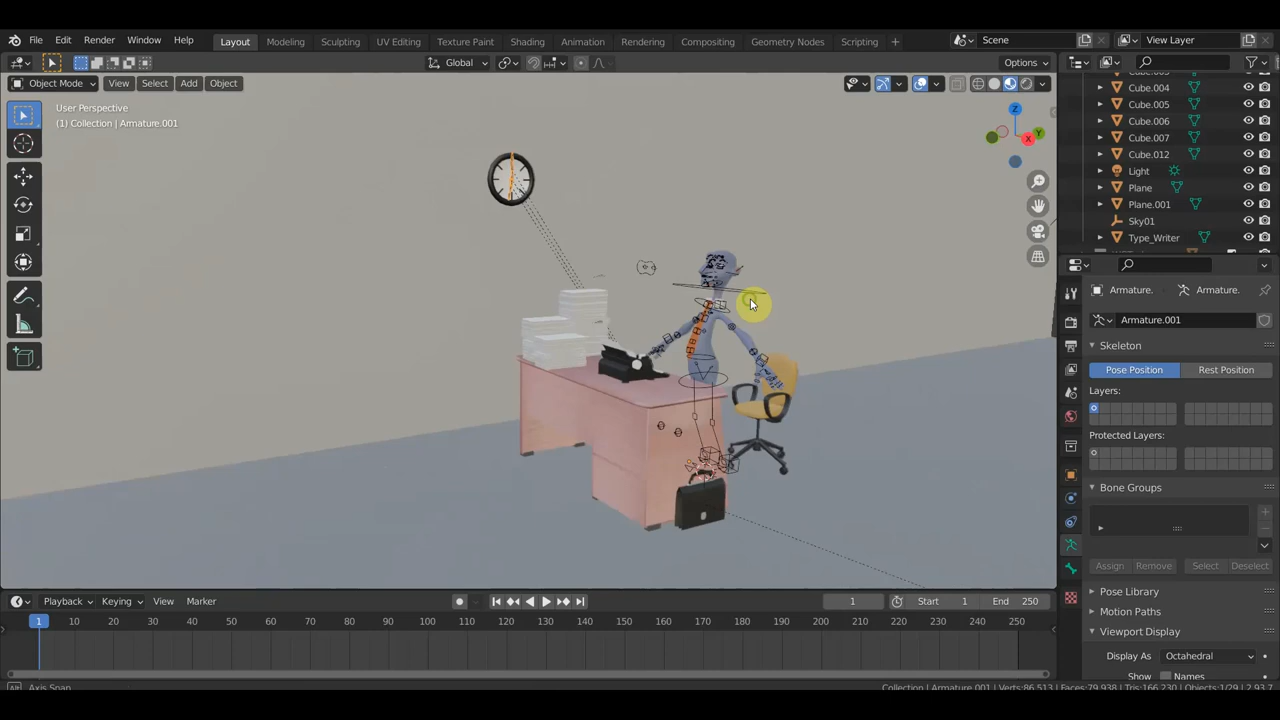 File Edit Render Window Help
Layout Modeling Sculpting UV Editing Texture Paint Shading Animation Rendering Compositing Geometry Nodes Scripting +
Scene View Layer
Global Options
Object Mode View Select Add Object
User Perspective
(1) Collection | Armature.001
Z
Y
X
Cube.004
Cube.005
Cube.006
Cube.007
Cube.012
Light
Plane
Plane.001
Sky01
Type_Writer
Armature. Armature.
Armature.001
Skeleton
Pose Position Rest Position
Layers:
Protected Layers:
Bone Groups
Assign Remove Select Deselect
Pose Library
Motion Paths
Viewport Display
Display As Octahedral
Show Names
Playback Keying View Marker 1 Start 1 End 250
1 10 20 30 40 50 60 70 80 90 100 110 120 130 140 150 160 170 180 190 200 210 220 230 240 250
Axis Snap
Collection | Armature.001 | Verts:86,513 | Faces:79,938 | Tris:166,230 | Objects:1/29 | 2.93.7